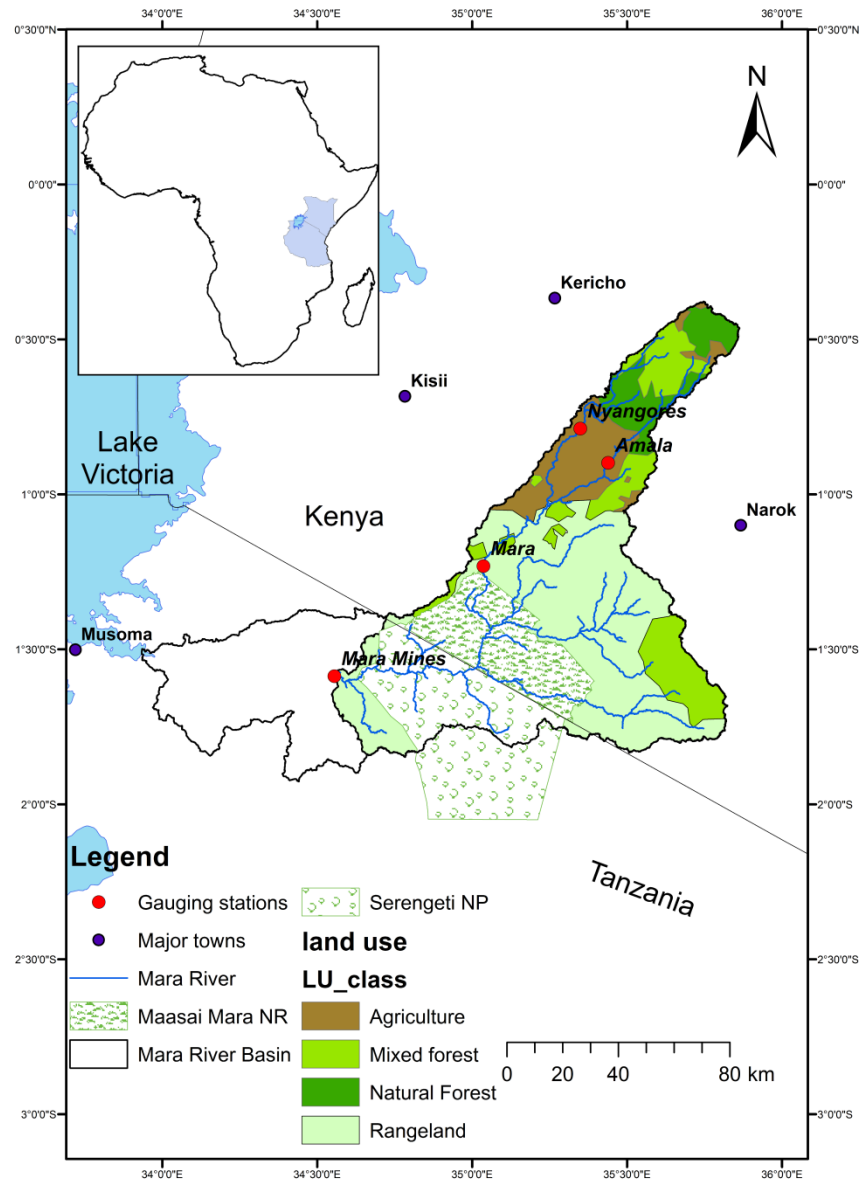 34°0'0"E 34°30'0"E 35°0'0"E 35°30'0"E 36°0'0"E
0°30'0"N 0°30'0"N
N
0°0'0"S 0°0'0"S
Kericho
0°30'0"S 0°30'0"S
Kisii
Nyangores
Lake
Victoria
Amala
1°0'0"S 1°0'0"S
Kenya
Narok
Mara
Musoma
1°30'0"S 1°30'0"S
Mara Mines
2°0'0"S 2°0'0"S
Tanzania
Legend
Gauging stations
Major towns
Mara River
Maasai Mara NR
Mara River Basin
Serengeti NP
land use
LU_class
Agriculture
Mixed forest
Natural Forest
Rangeland
2°30'0"S 2°30'0"S
0 20 40 60 80 km
3°0'0"S 3°0'0"S
34°0'0"E 34°30'0"E 35°0'0"E 35°30'0"E 36°0'0"E